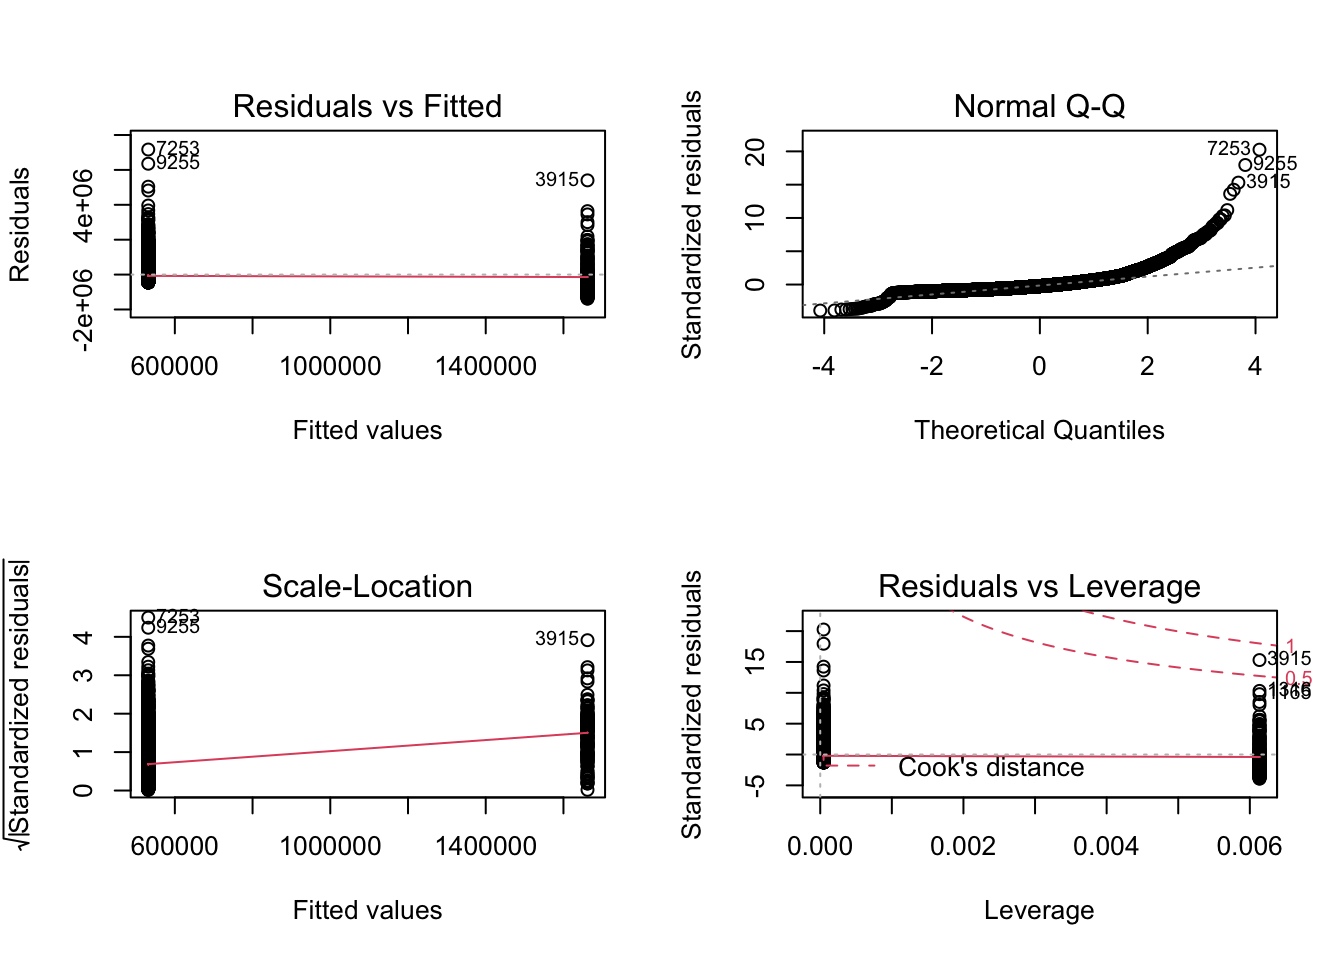 Residuals vs Fitted
Residuals
-2e+06 4e+06
7253
9255
3915
600000 1000000 1400000
Fitted values
Normal Q-Q
Standardized residuals
0 10 20
7253
9255
3915
-4 -2 0 2 4
Theoretical Quantiles
Scale-Location
√|Standardized residuals|
0 1 2 3 4
7253
9255
3915
600000 1000000 1400000
Fitted values
Residuals vs Leverage
Standardized residuals
-5 5 15
1
3915
0.5
1165
Cook's distance
0.000 0.002 0.004 0.006
Leverage